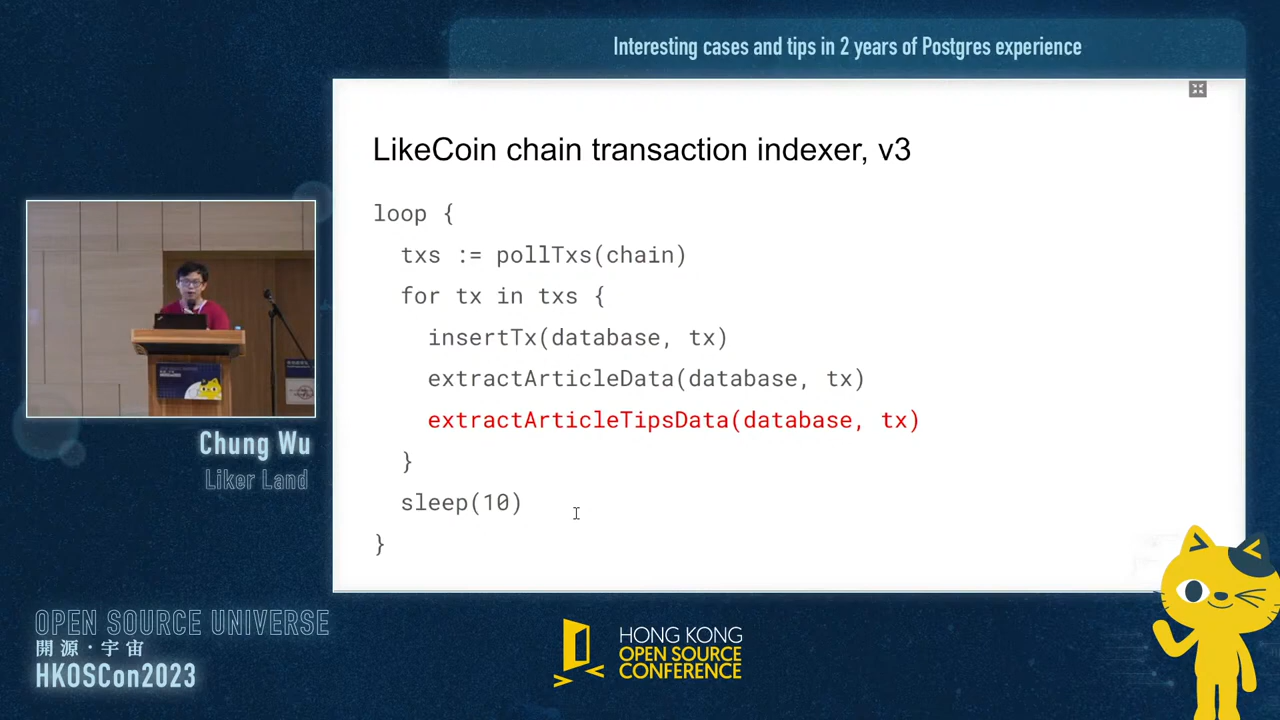 Interesting cases and tips in 2 years of Postgres experience
LikeCoin chain transaction indexer, v3
loop {
txs := pollTxs(chain)
for tx in txs {
insertTx(database, tx)
extractArticleData(database, tx)
extractArticleTipsData(database, tx)
}
sleep(10)
}
Chung Wu
Liker Land
OPEN SOURCE UNIVERSE
開源・宇宙
HKOSCon2023
HONG KONG
OPEN SOURCE
CONFERENCE